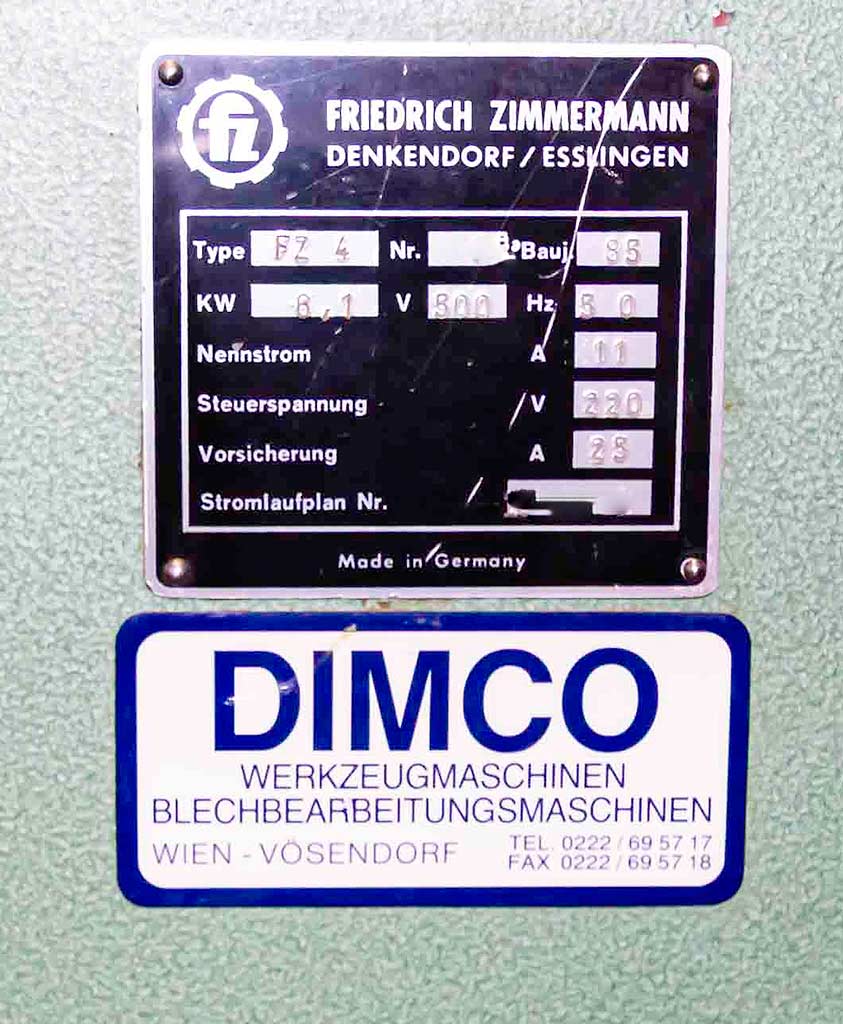 fz
FRIEDRICH ZIMMERMANN
DENKENDORF / ESSLINGEN
Type FZ 4 Nr. Bauj. 85
KW 6,1 V 500 Hz 50
Nennstrom A 11
Steuerspannung V 220
Vorsicherung A 25
Stromlaufplan Nr.
Made in Germany
DIMCO
WERKZEUGMASCHINEN
BLECHBEARBEITUNGSMASCHINEN
WIEN - VÖSENDORF
TEL. 0222 / 69 57 17
FAX 0222 / 69 57 18